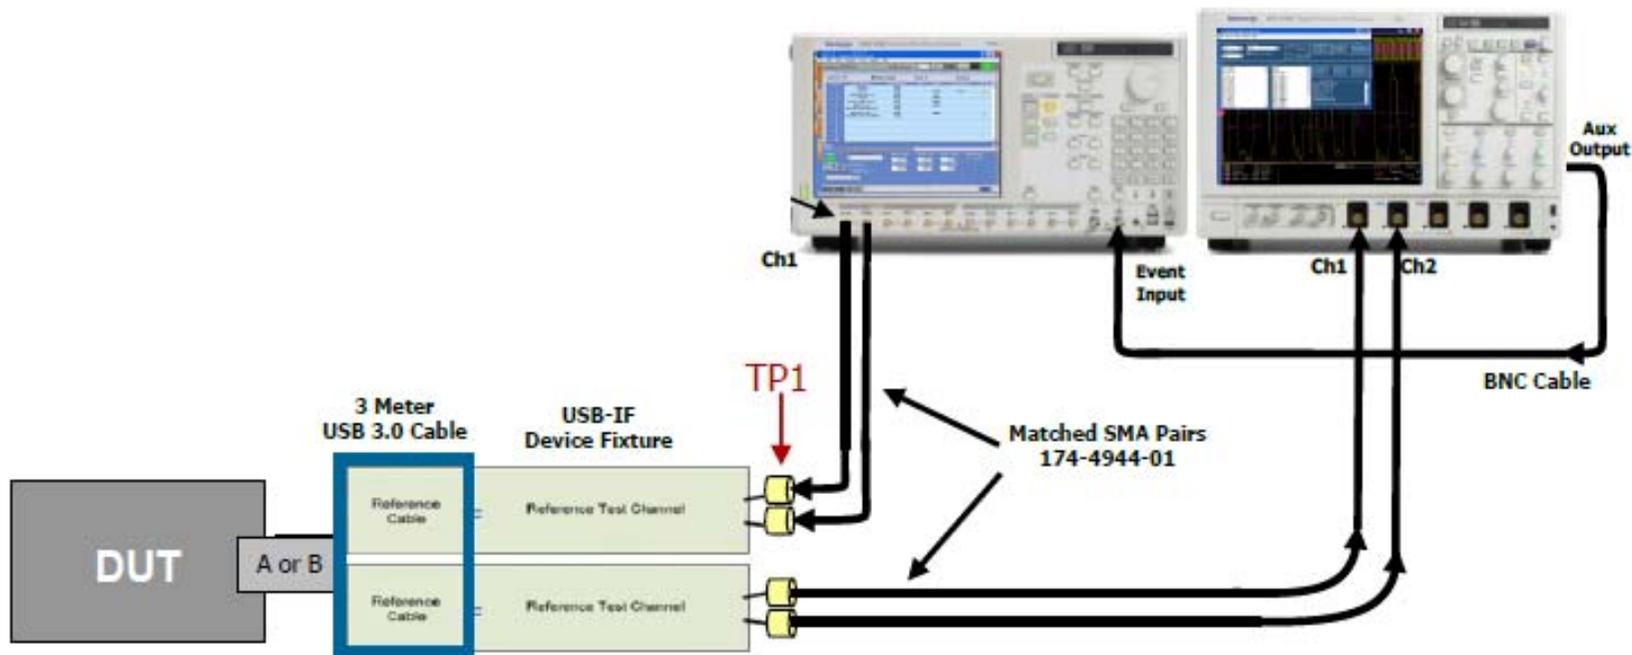 Aux
Output
Ch1
Event
Input
Ch1
Ch2
BNC Cable
TP1
3 Meter
USB 3.0 Cable
USB-IF
Device Fixture
Matched SMA Pairs
174-4944-01
Reference
Cable
Reference Test Channel
DUT
A or B
Reference
Cable
Reference Test Channel